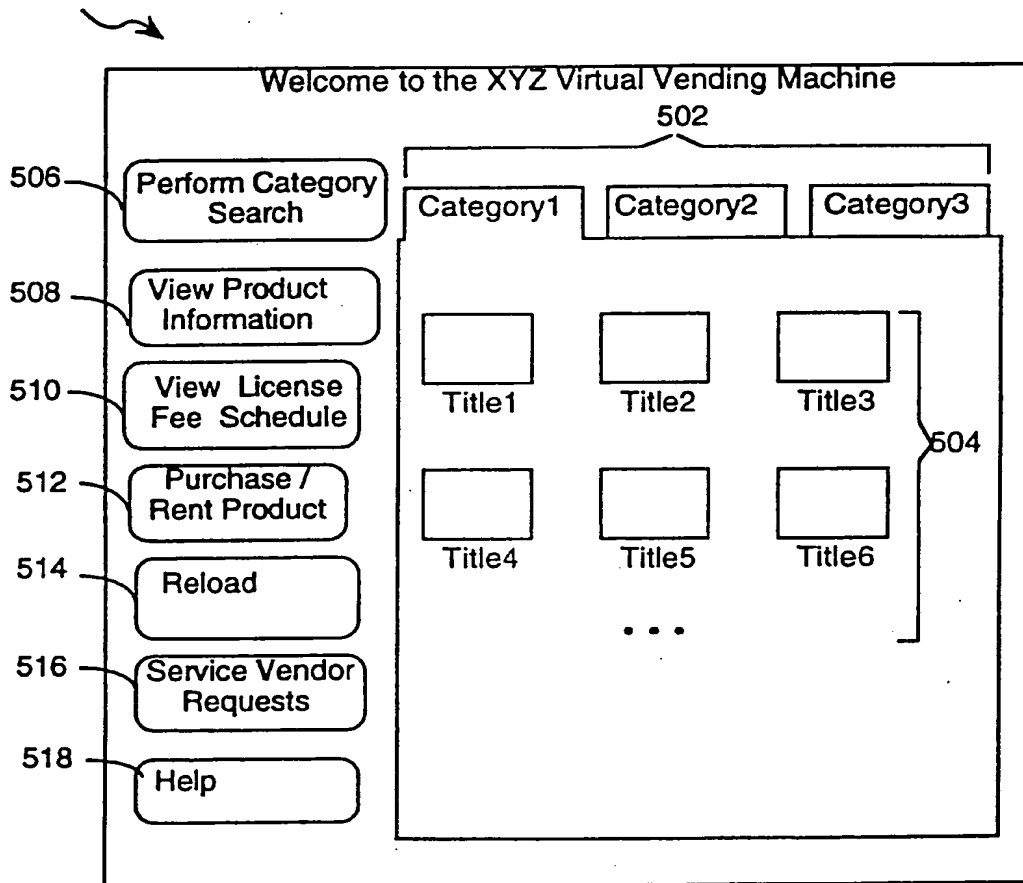 Welcome to the XYZ Virtual Vending Machine
502
506
Perform Category
Search
Category1
Category2
Category3
508
View Product
Information
510
View License
Fee Schedule
Title1
Title2
Title3
504
512
Purchase /
Rent Product
Title4
Title5
Title6
514
Reload
• • •
516
Service Vendor
Requests
518
Help